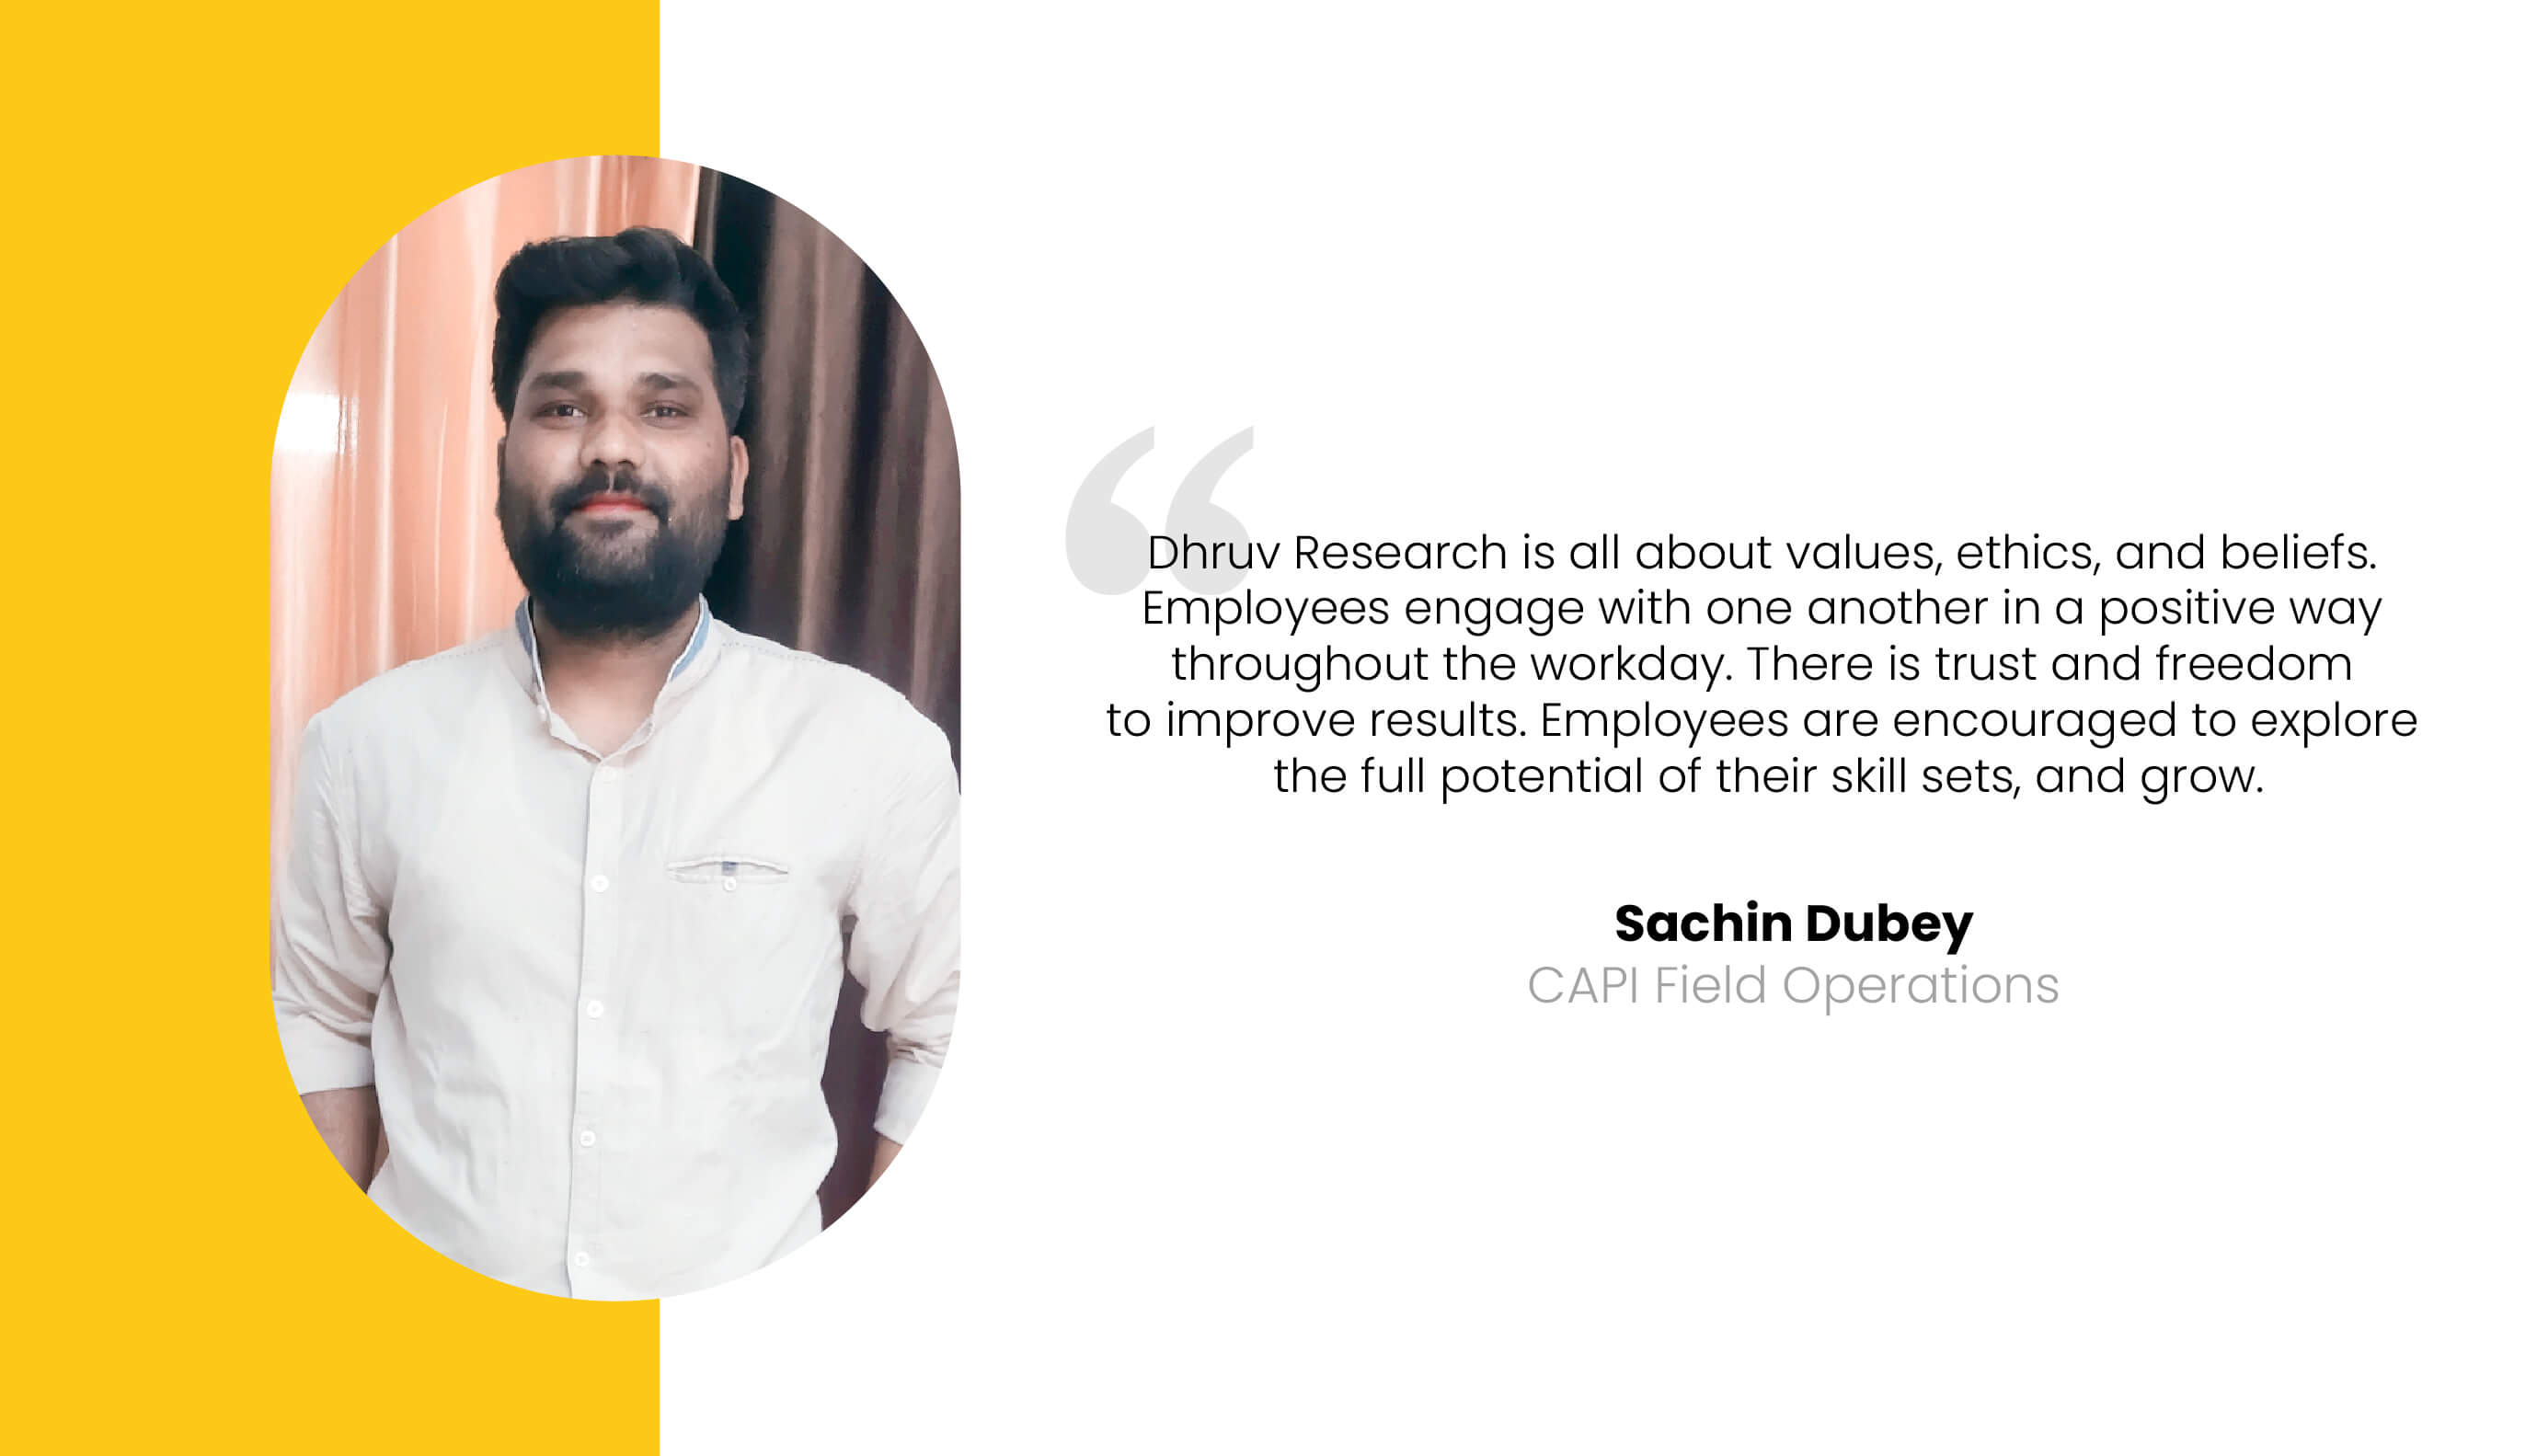 “
Dhruv Research is all about values, ethics, and beliefs.
Employees engage with one another in a positive way
throughout the workday. There is trust and freedom
to improve results. Employees are encouraged to explore
the full potential of their skill sets, and grow.
Sachin Dubey
CAPI Field Operations